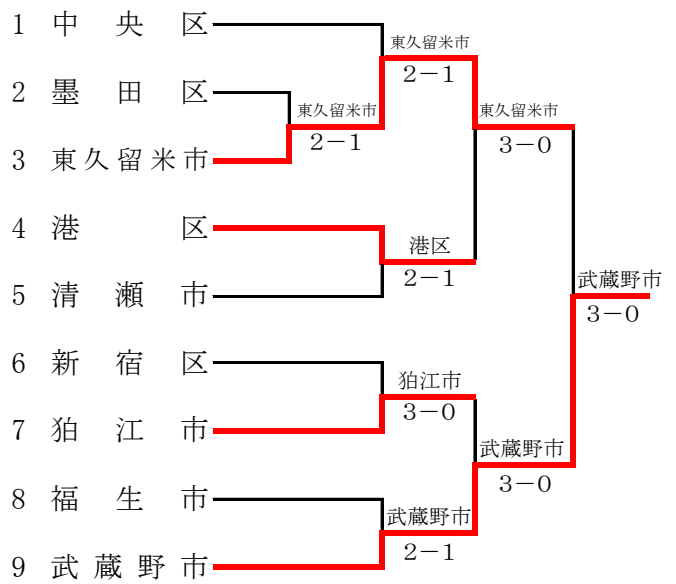 1 中央区
東久留米市
2-1
2 墨田区
東久留米市
2-1
東久留米市
3-0
3 東久留米市
4 港区
港区
2-1
5 清瀬市
武蔵野市
3-0
6 新宿区
狛江市
3-0
7 狛江市
武蔵野市
3-0
8 福生市
武蔵野市
2-1
9 武蔵野市